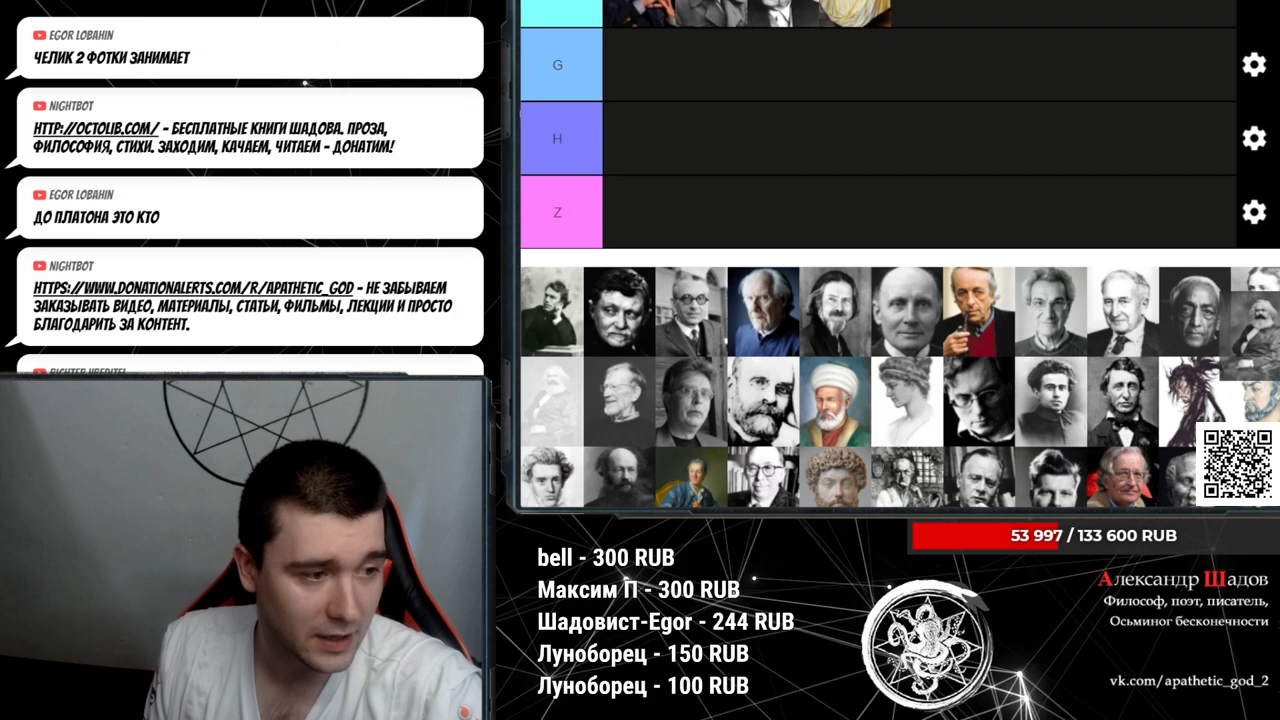 EGOR LOBAHIN
ЧЕЛИК 2 ФОТКИ ЗАНИМАЕТ
NIGHTBOT
HTTP://OCTOLIB.COM/ - БЕСПЛАТНЫЕ КНИГИ ШАДОВА. ПРОЗА,
ФИЛОСОФИЯ, СТИХИ. ЗАХОДИМ, КАЧАЕМ, ЧИТАЕМ - ДОНАТИМ!
EGOR LOBAHIN
ДО ПЛАТОНА ЭТО КТО
NIGHTBOT
HTTPS://WWW.DONATIONALERTS.COM/R/APATHETIC_GOD - НЕ ЗАБЫВАЕМ
ЗАКАЗЫВАТЬ ВИДЕО, МАТЕРИАЛЫ, СТАТЬИ, ФИЛЬМЫ, ЛЕКЦИИ И ПРОСТО
БЛАГОДАРИТЬ ЗА КОНТЕНТ.
G
H
Z
53 997 / 133 600 RUB
bell - 300 RUB
Максим П - 300 RUB
Шадовист-Egor - 244 RUB
Луноборец - 150 RUB
Луноборец - 100 RUB
Александр Шадов
Философ, поэт, писатель,
Осьминог бесконечности
vk.com/apathetic_god_2